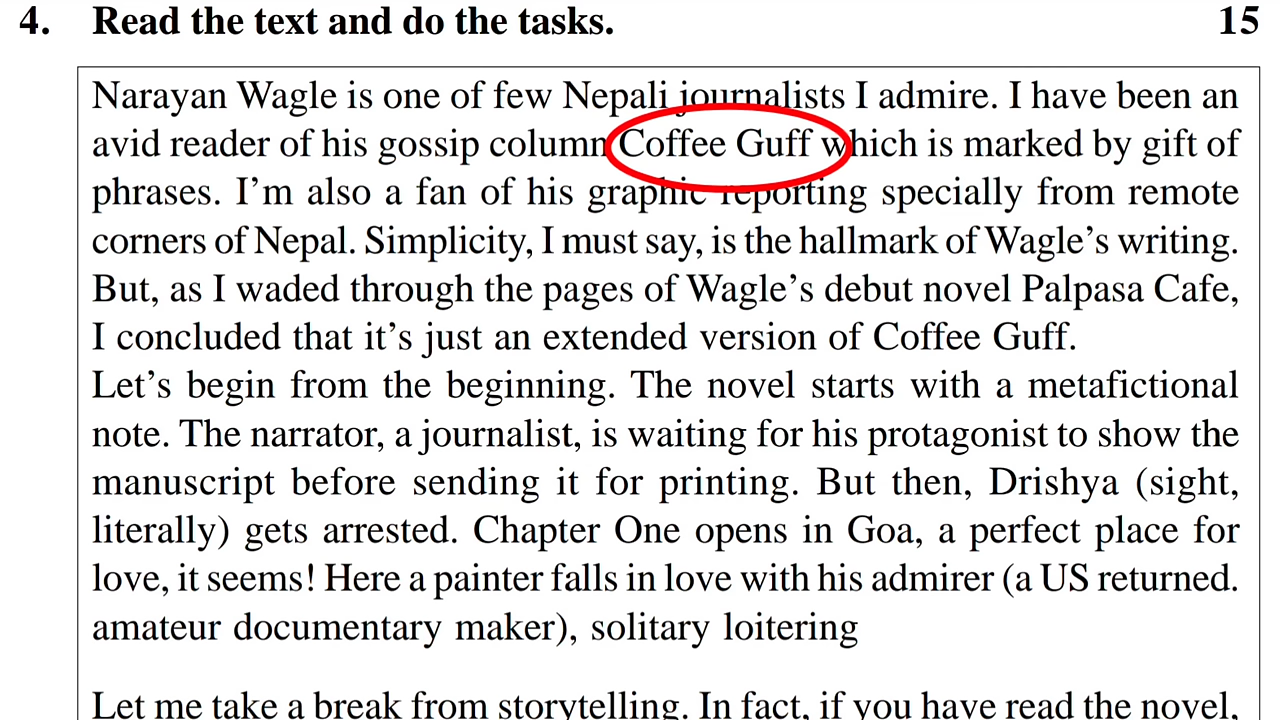 4. Read the text and do the tasks. 15
Narayan Wagle is one of few Nepali journalists I admire. I have been an
avid reader of his gossip column Coffee Guff which is marked by gift of
phrases. I'm also a fan of his graphic reporting specially from remote
corners of Nepal. Simplicity, I must say, is the hallmark of Wagle's writing.
But, as I waded through the pages of Wagle's debut novel Palpasa Cafe,
I concluded that it's just an extended version of Coffee Guff.
Let's begin from the beginning. The novel starts with a metafictional
note. The narrator, a journalist, is waiting for his protagonist to show the
manuscript before sending it for printing. But then, Drishya (sight,
literally) gets arrested. Chapter One opens in Goa, a perfect place for
love, it seems! Here a painter falls in love with his admirer (a US returned.
amateur documentary maker), solitary loitering
Let me take a break from storytelling. In fact, if you have read the novel,